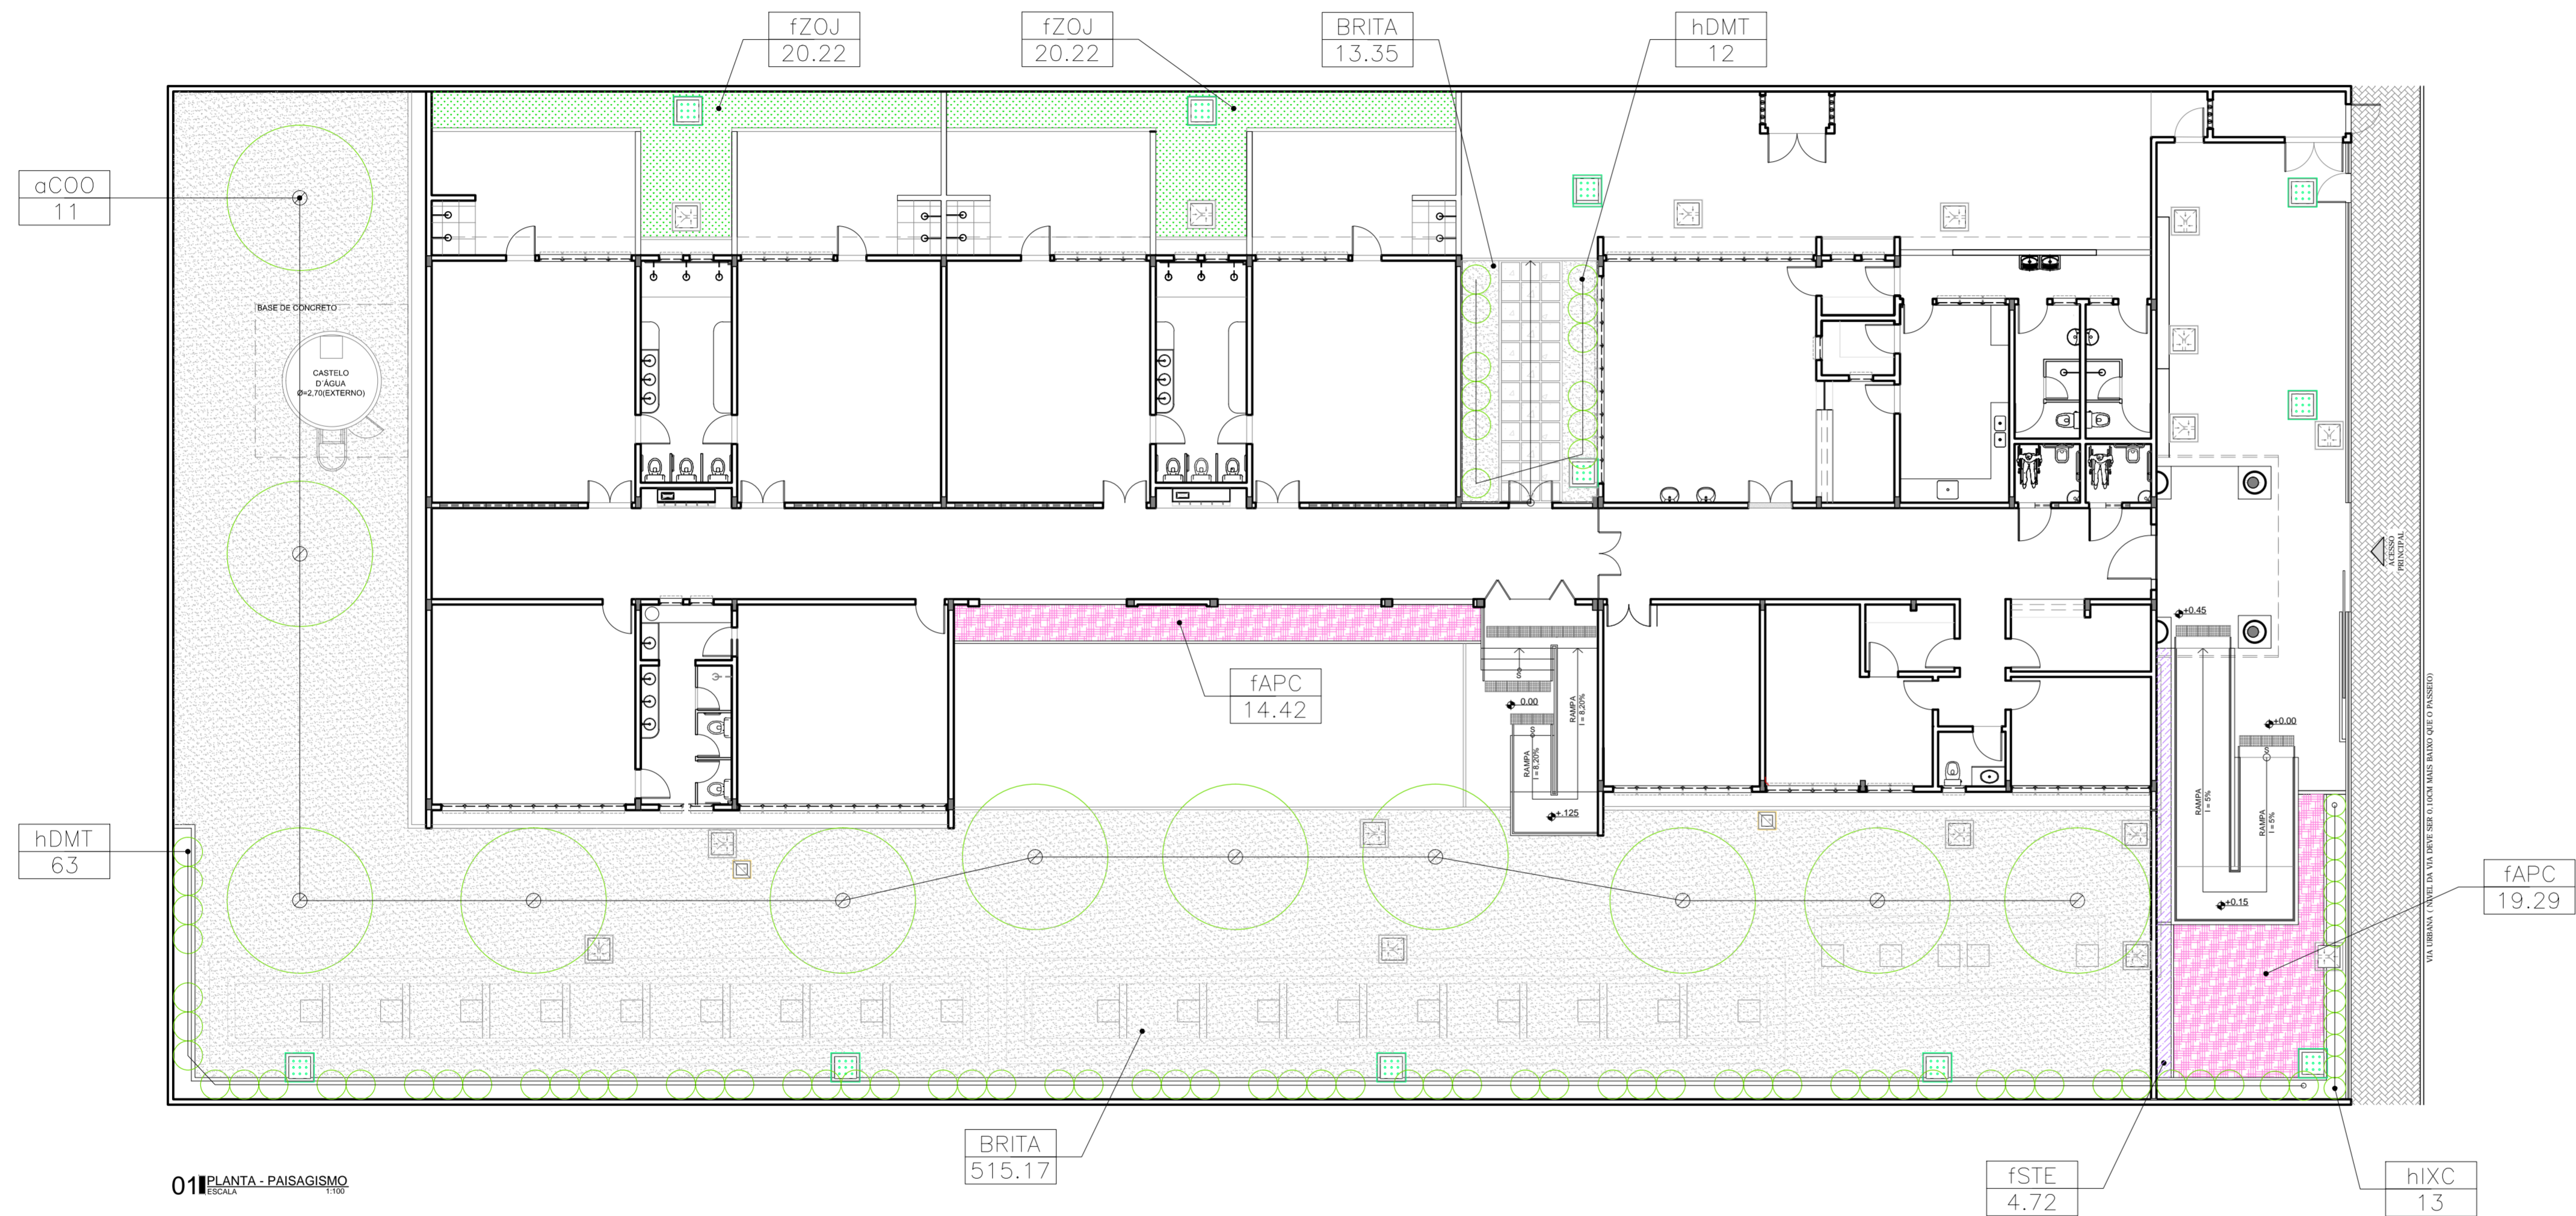 fZOJ
20.22
fZOJ
20.22
BRITA
13.35
hDMT
12
aCOO
11
BASE DE CONCRETO
CASTELO
D'ÁGUA
Ø=2,70(EXTERNO)
ACESSO
PRINCIPAL
+0.45
fAPC
14.42
S
0.00
RAMPA
I = 8.20%
S
RAMPA
I = 8.20%
+.125
+0.00
S
RAMPA
I = 5%
RAMPA
I = 5%
+0.15
VIA URBANA ( NIVEL DA VIA DEVE SER A 10CM MAIS BAIXO QUE O PASSEIO)
hDMT
63
fAPC
19.29
BRITA
515.17
fSTE
4.72
hIXC
13
01 PLANTA - PAISAGISMO
ESCALA 1:100